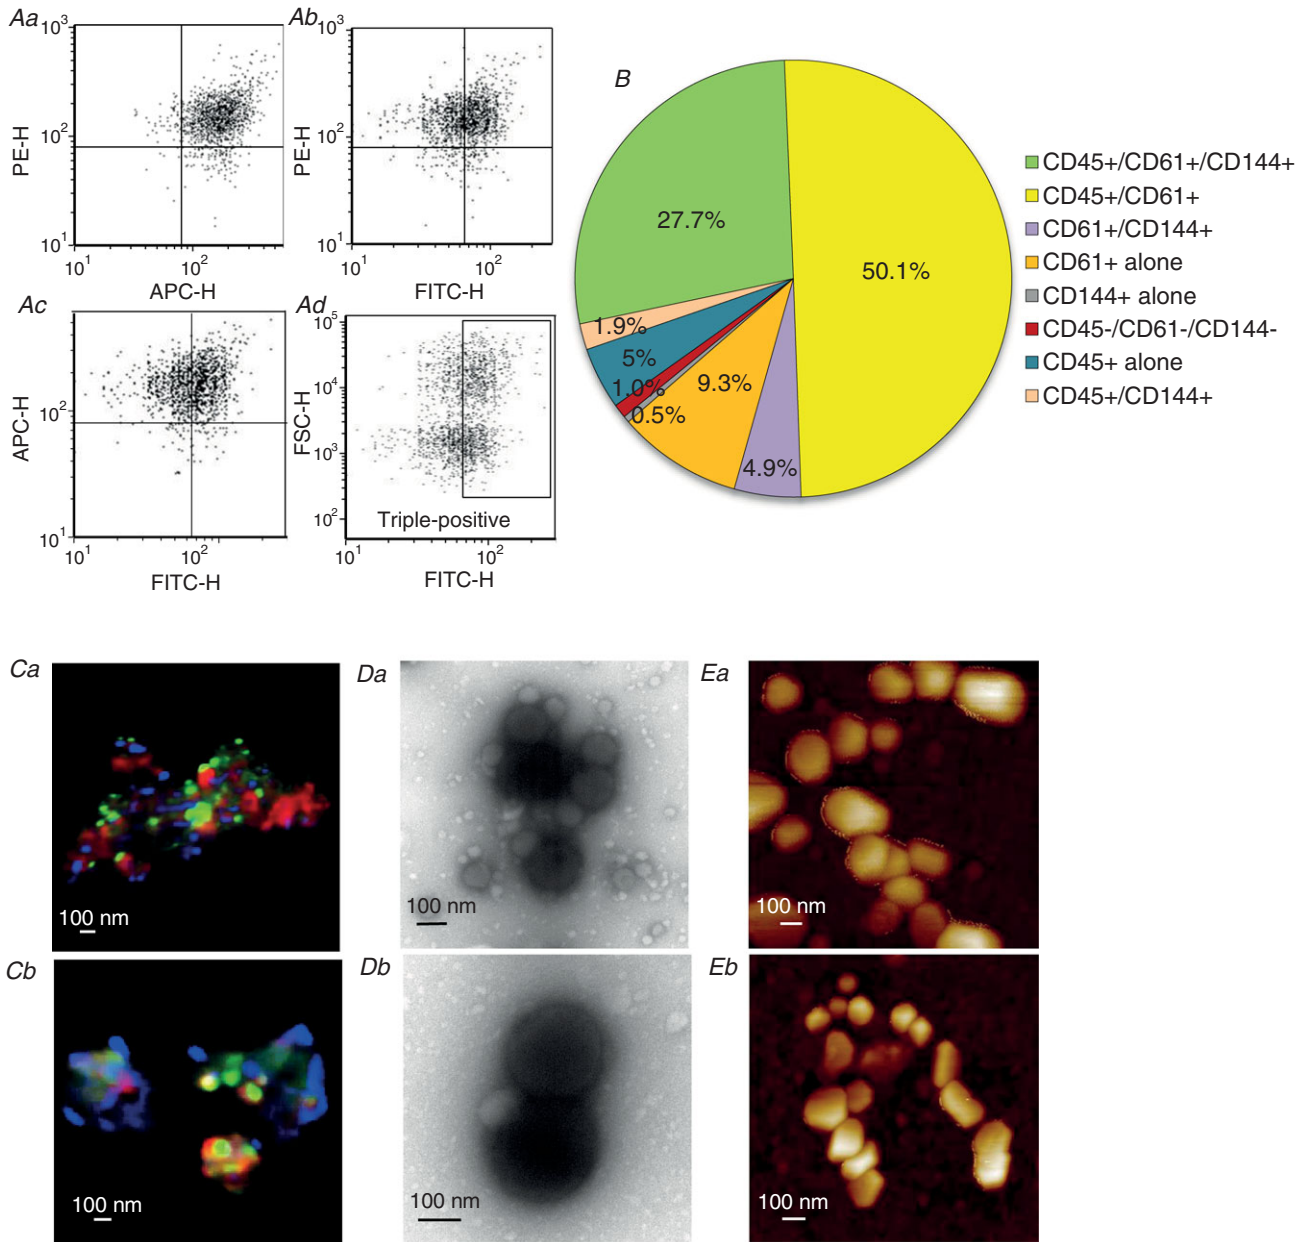 Aa
10³
10²
10¹
PE-H
10¹
10²
APC-H
Ab
10³
10²
10¹
PE-H
10¹
10²
FITC-H
Ac
10²
10¹
APC-H
10¹
10²
FITC-H
Ad
10⁵
10⁴
10³
10²
FSC-H
Triple-positive
10¹
10²
FITC-H
B
27.7%
50.1%
1.9%
5%
1.0%
0.5%
9.3%
4.9%
CD45+/CD61+/CD144+
CD45+/CD61+
CD61+/CD144+
CD61+ alone
CD144+ alone
CD45-/CD61-/CD144-
CD45+ alone
CD45+/CD144+
Ca
100 nm
Da
100 nm
Ea
100 nm
Cb
100 nm
Db
100 nm
Eb
100 nm